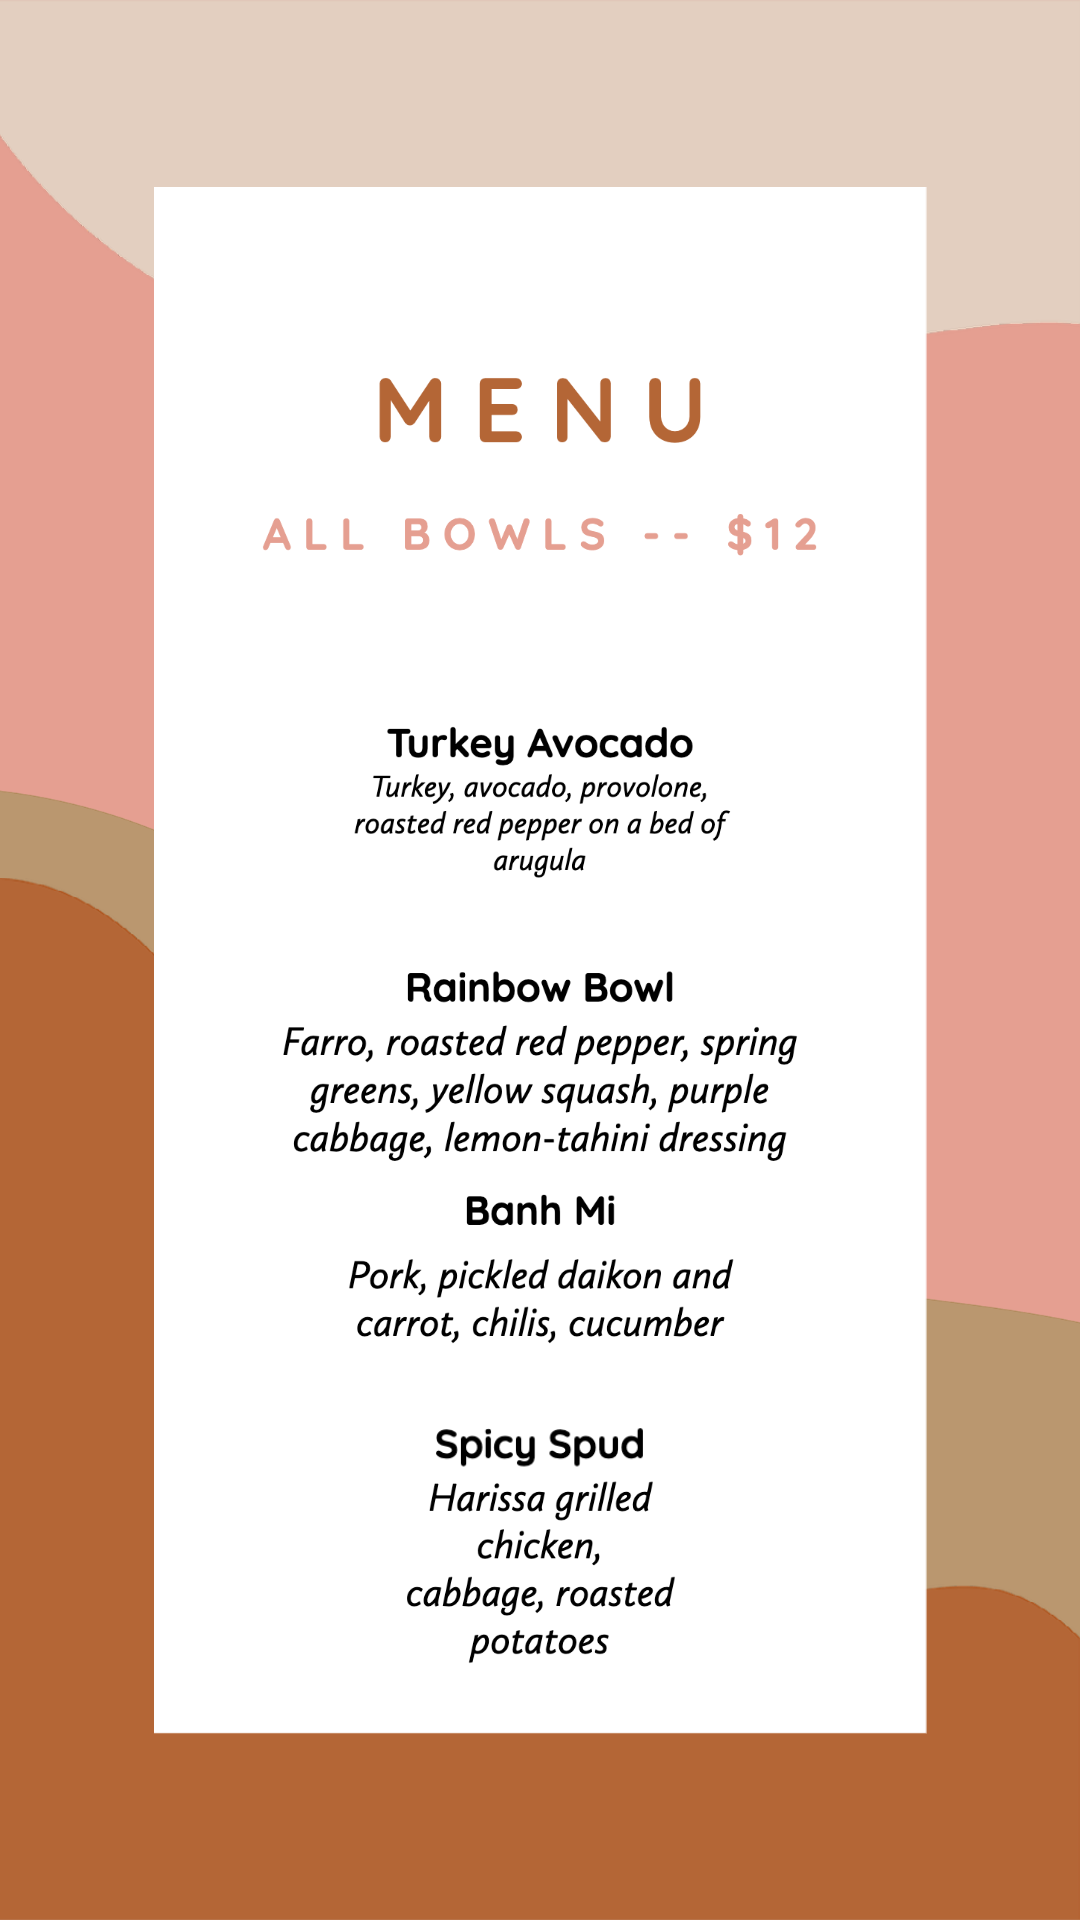 MENU
ALL BOWLS -- $12
Turkey Avocado
Turkey, avocado, provolone,
roasted red pepper on a bed of
arugula
Rainbow Bowl
Farro, roasted red pepper, spring
greens, yellow squash, purple
cabbage, lemon-tahini dressing
Banh Mi
Pork, pickled daikon and
carrot, chilis, cucumber
Spicy Spud
Harissa grilled
chicken,
cabbage, roasted
potatoes